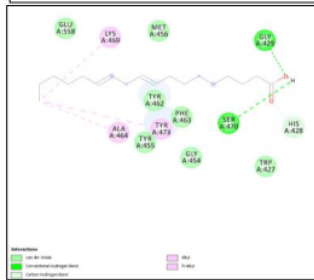 GLU
A:558
LYS
A:469
MET
A:456
GLY
A:429
TYR
A:462
PHE
A:463
SER
A:470
HIS
A:428
ALA
A:464
TYR
A:473
TYR
A:455
GLY
A:454
TRP
A:427
H
Interactions
van der Waals
Conventional Hydrogen Bond
Carbon Hydrogen Bond
Alkyl
Pi-Alkyl